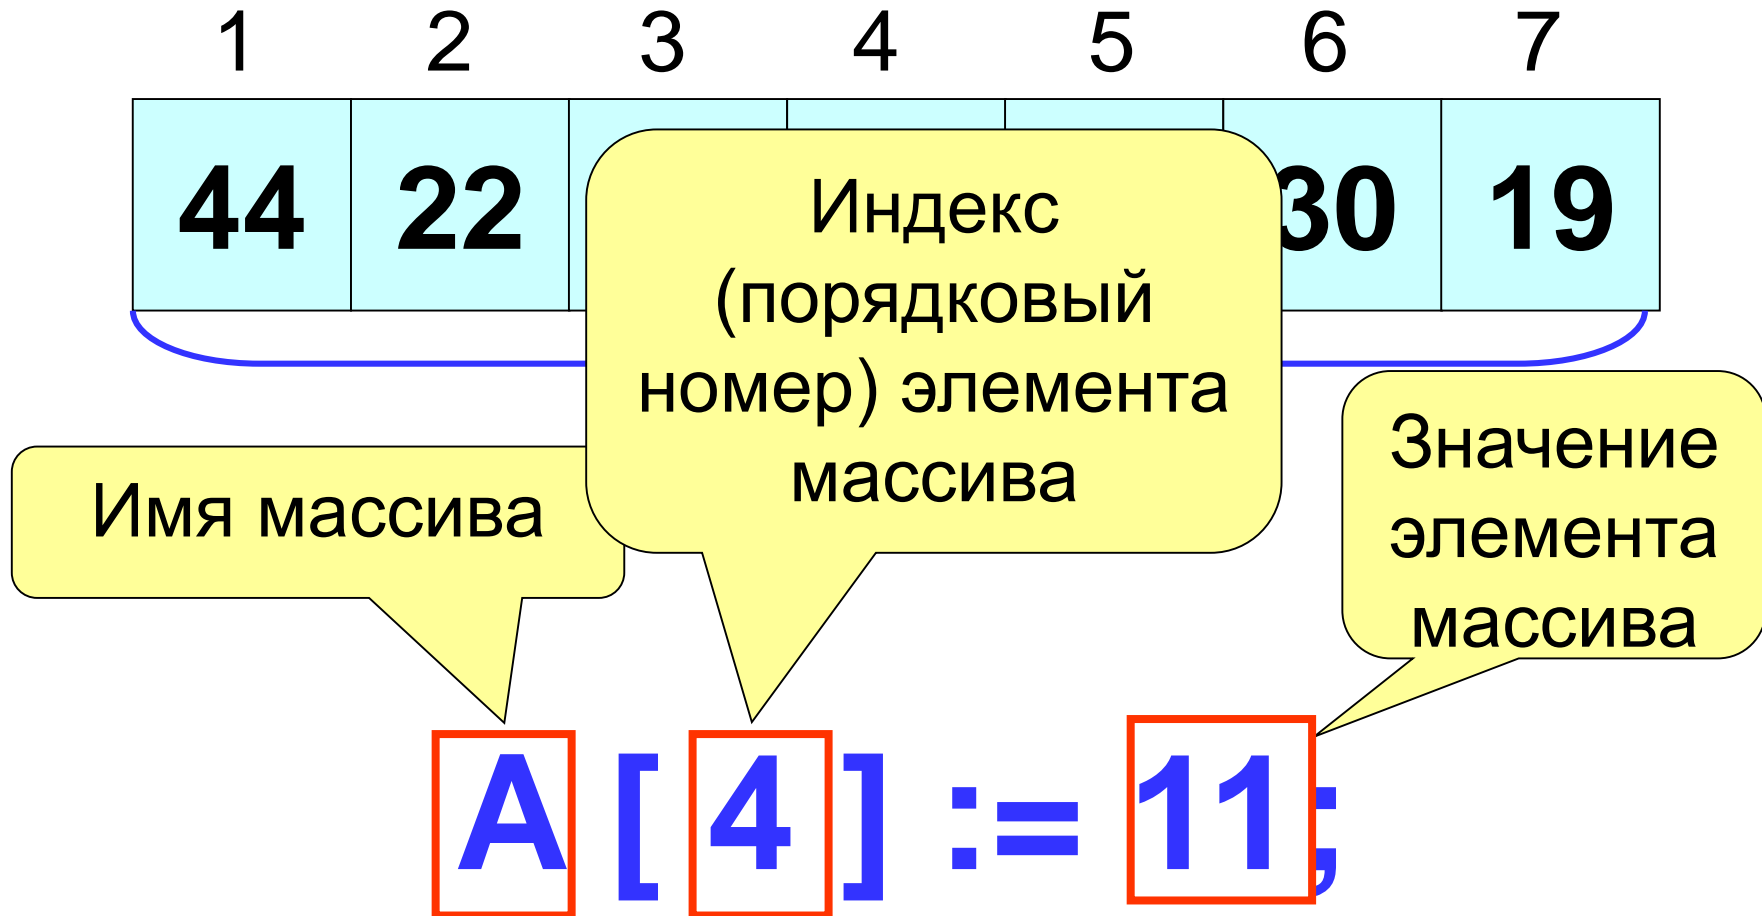 1 2 3 4 5 6 7
44 22 30 19
Индекс
(порядковый
номер) элемента
массива
Имя массива
Значение
элемента
массива
A [ 4 ] := 11;